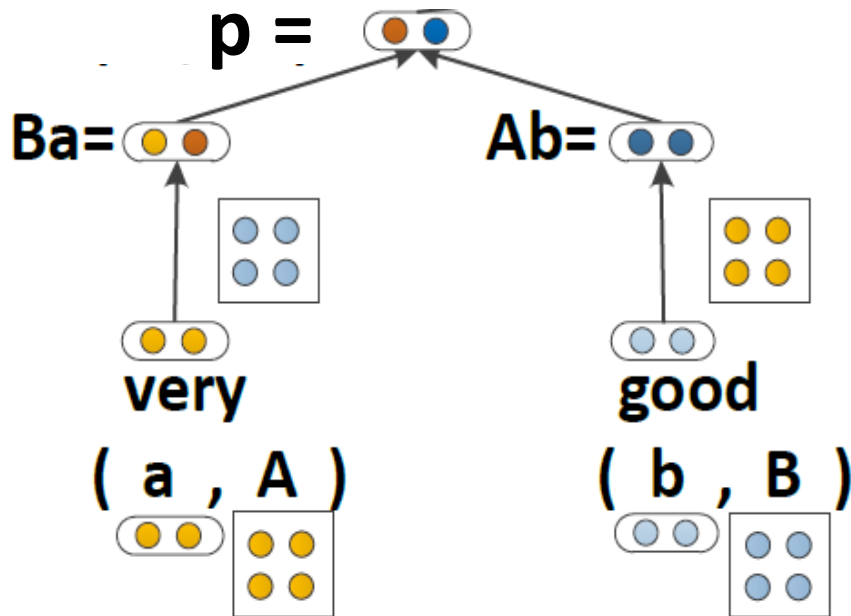 p =
Ba= Ab=
very good
( a , A ) ( b , B )